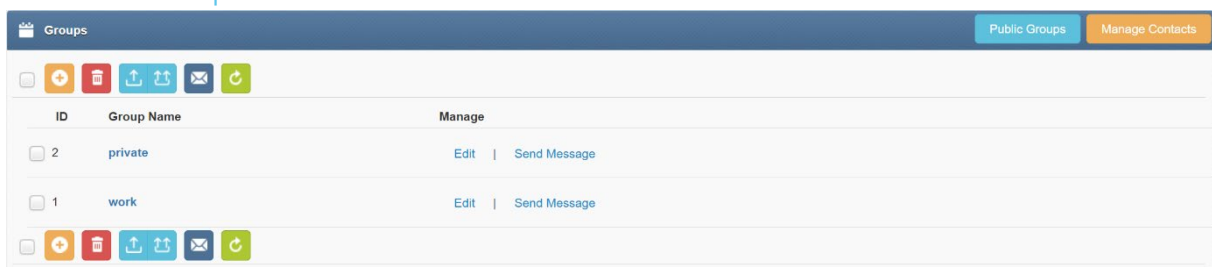 Groups Public Groups Manage Contacts
ID Group Name Manage
2 private Edit | Send Message
1 work Edit | Send Message